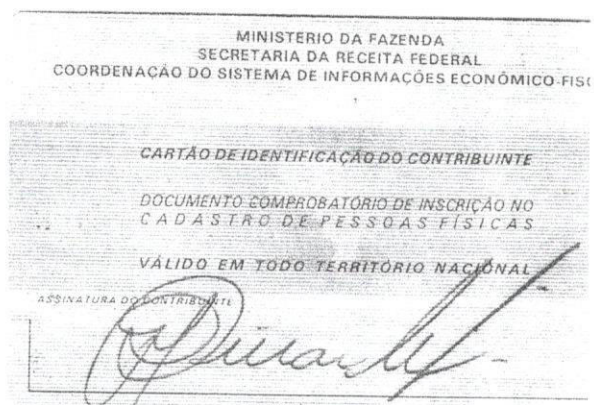 MINISTERIO DA FAZENDA
SECRETARIA DA RECEITA FEDERAL
COORDENAÇÃO DO SISTEMA DE INFORMAÇÕES ECONÔMICO-FISC
CARTÃO DE IDENTIFICAÇÃO DO CONTRIBUINTE
DOCUMENTO COMPROBATÓRIO DE INSCRIÇÃO NO
CADASTRO DE PESSOAS FÍSICAS
VÁLIDO EM TODO TERRITÓRIO NACIONAL
ASSINATURA DO CONTRIBUINTE